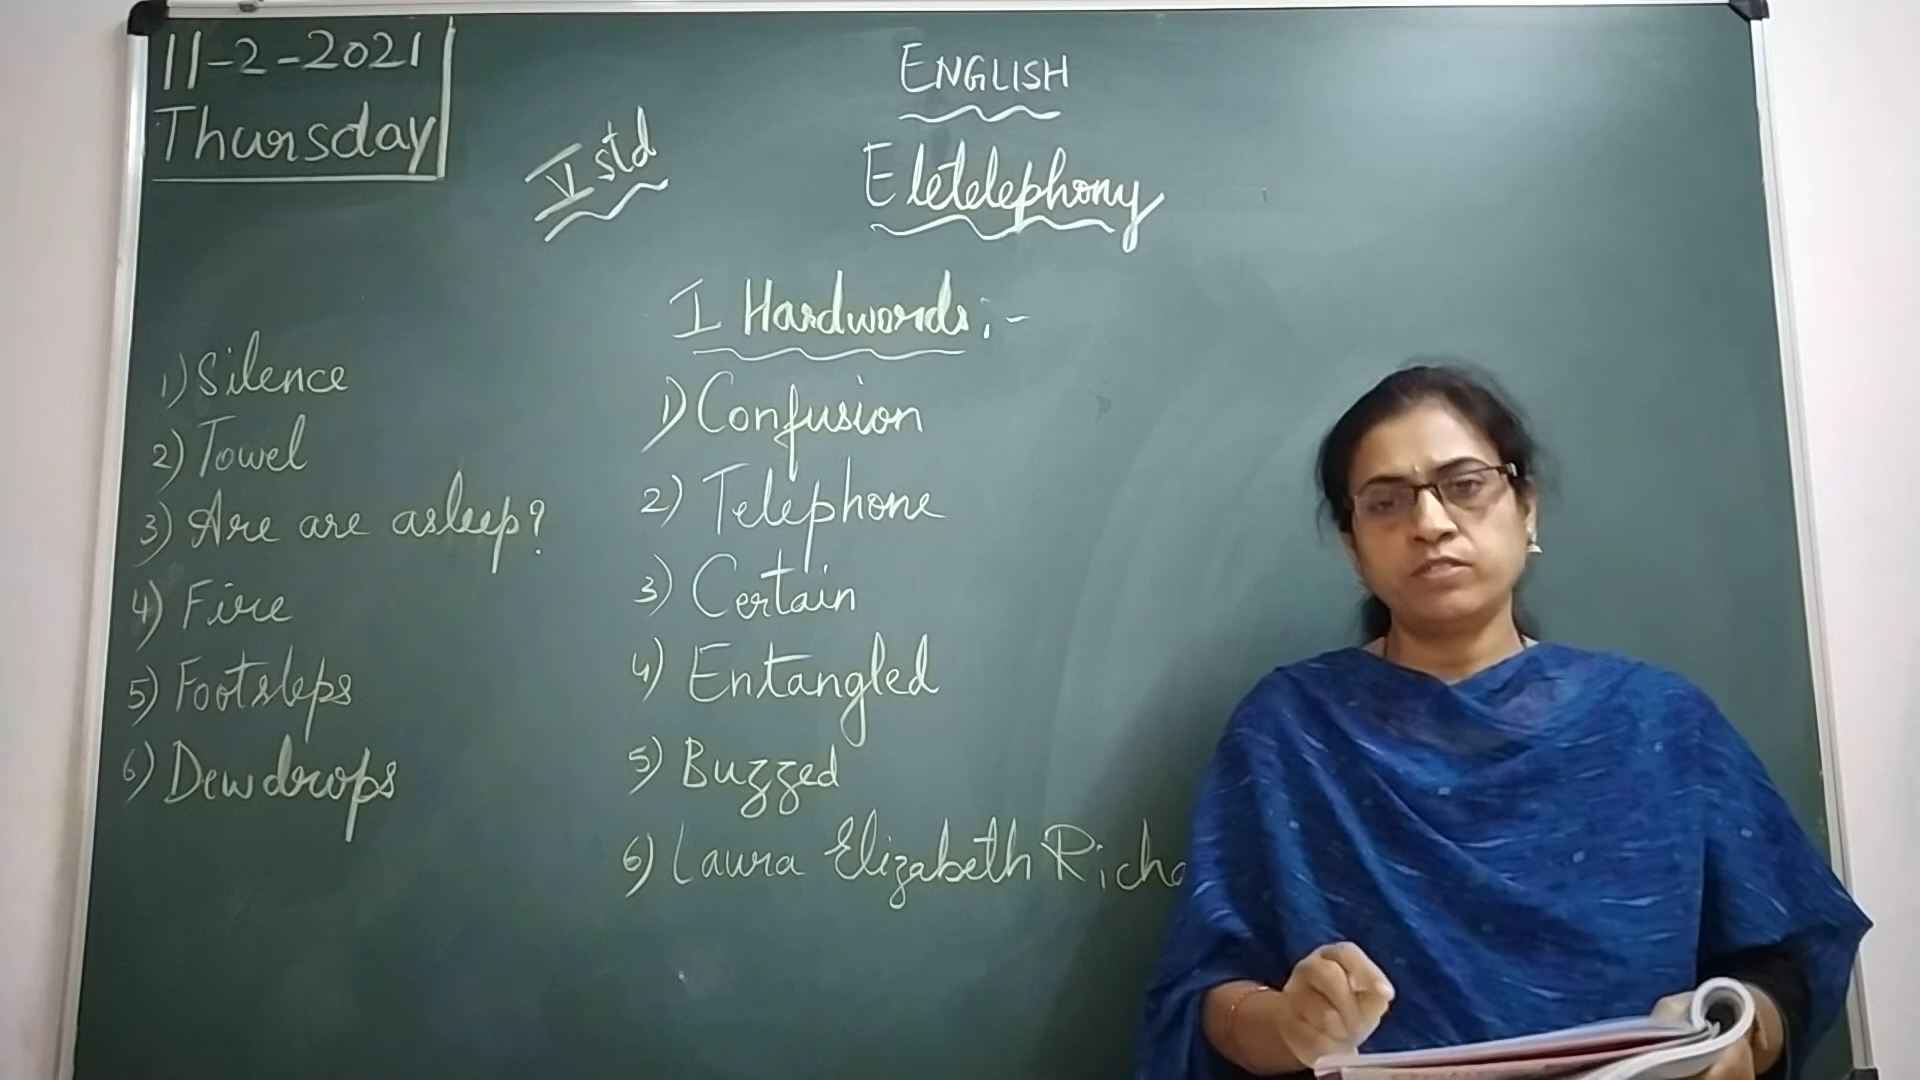 11-2-2021
Thursday
ENGLISH
V std
Eletelephony
I Hardwords:-
1) Silence
2) Towel
3) Are are asleep?
4) Fire
5) Footsteps
6) Dewdrops
1) Confusion
2) Telephone
3) Certain
4) Entangled
5) Buzzed
6) Laura Elizabeth Richa